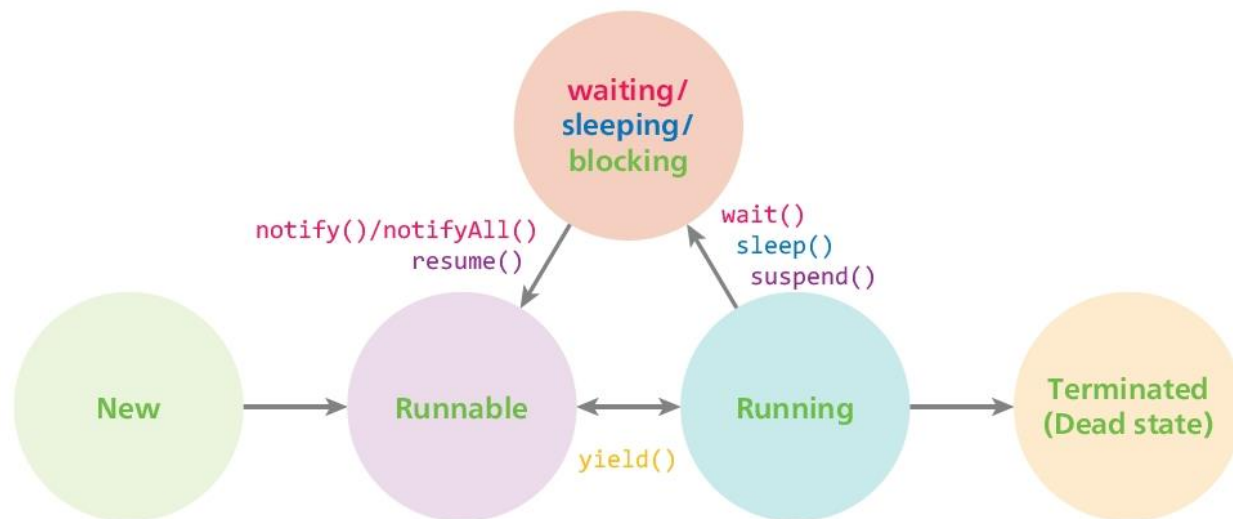 waiting/
sleeping/
blocking
notify()/notifyAll()
resume()
wait()
sleep()
suspend()
New
Runnable
yield()
Running
Terminated
(Dead state)